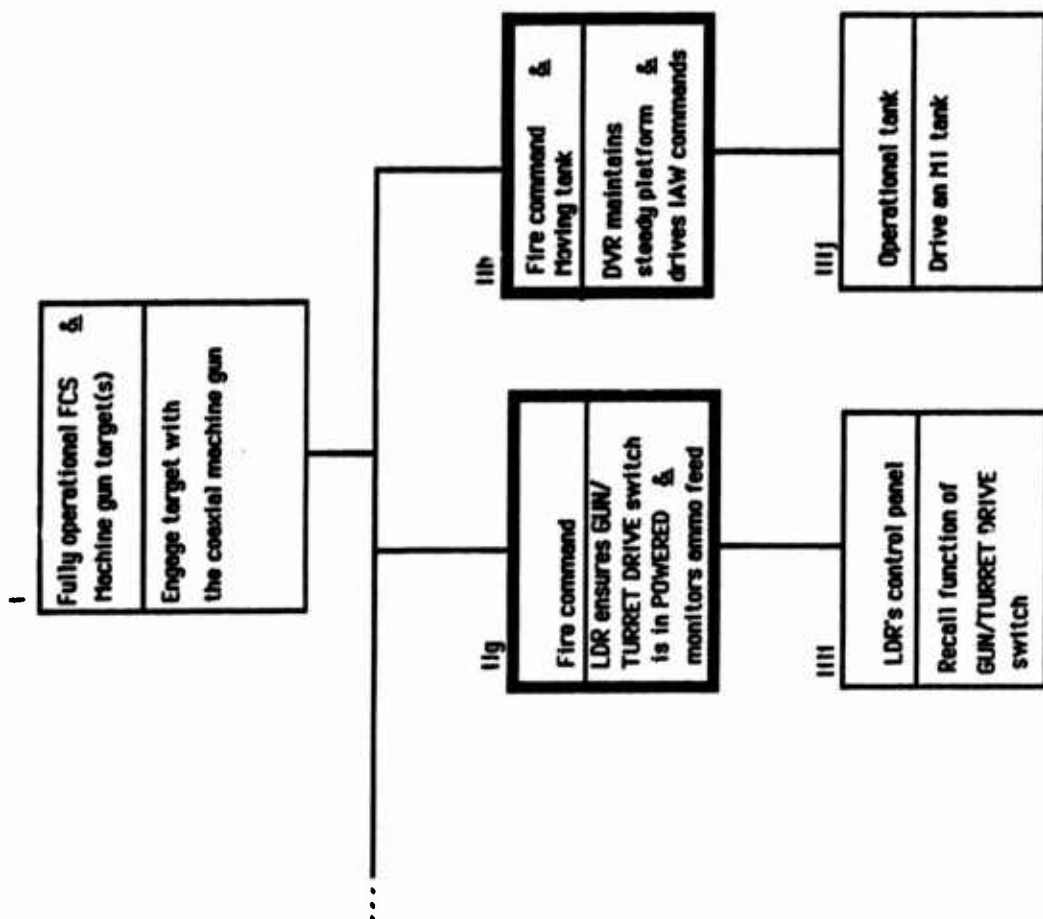 I
Fully operational FCS &
Machine gun target(s)
Engage target with
the coaxial machine gun
....
IIg
Fire command
LDR ensures GUN/
TURRET DRIVE switch
is in POWERED &
monitors ammo feed
IIh
Fire command &
Moving tank
DVR maintains
steady platform &
drives IAW commands
IIIi
LDR's control panel
Recall function of
GUN/TURRET DRIVE
switch
IIIj
Operational tank
Drive an M1 tank